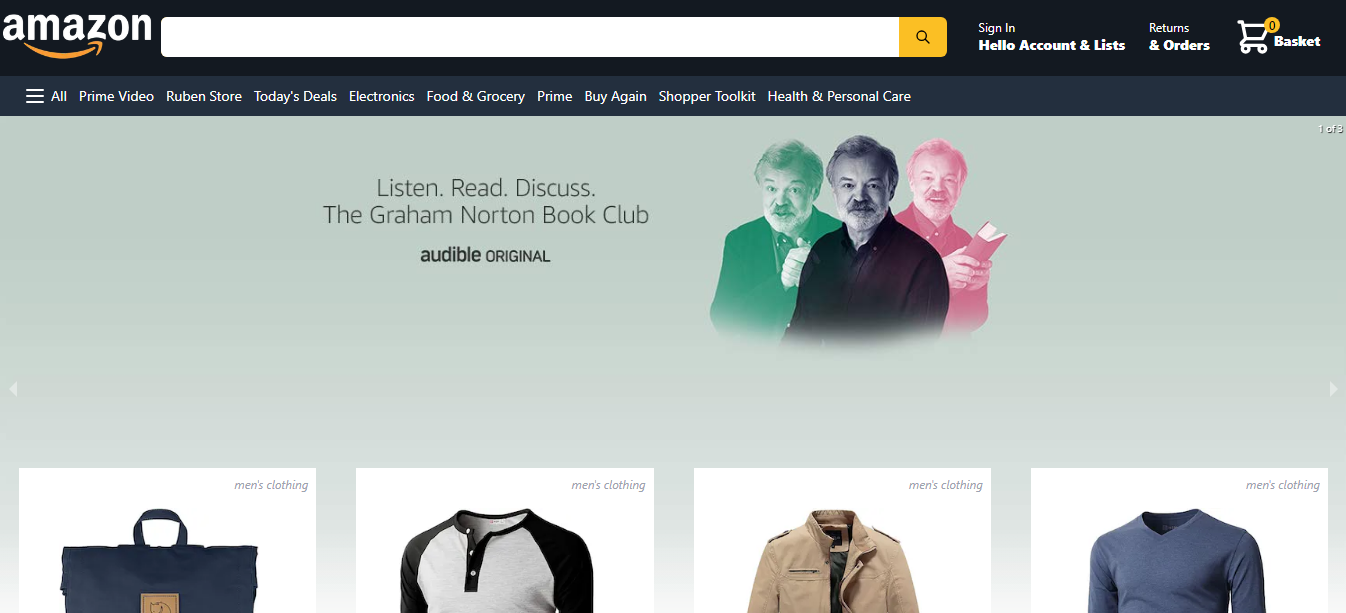 amazon
Sign In
Hello Account & Lists
Returns
& Orders
0
Basket
All Prime Video Ruben Store Today's Deals Electronics Food & Grocery Prime Buy Again Shopper Toolkit Health & Personal Care
1 of 3
Listen. Read. Discuss.
The Graham Norton Book Club
audible ORIGINAL
men's clothing men's clothing men's clothing men's clothing